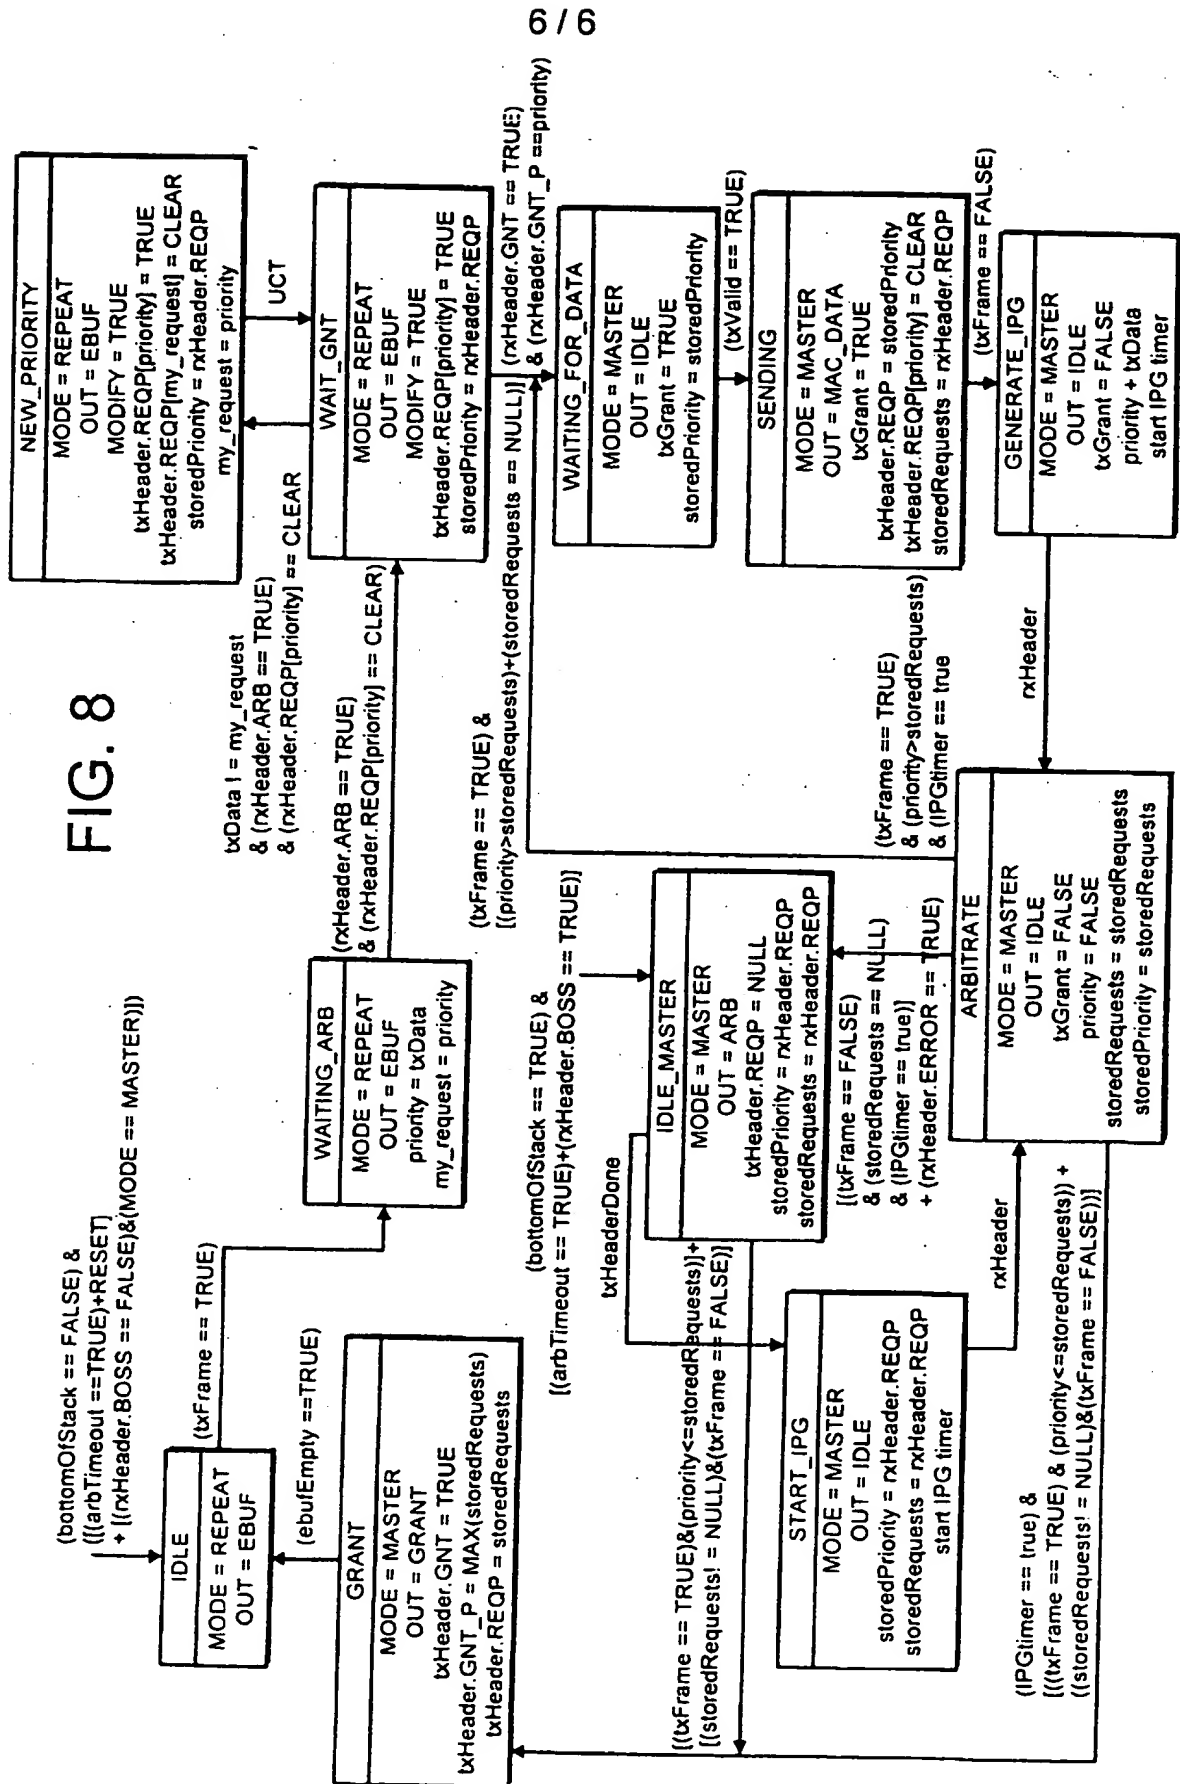 6 / 6
FIG. 8
(bottomOfStack == FALSE) &
([((arbTimeout ==TRUE)+RESET]
+ [(rxHeader.BOSS == FALSE)&(MODE == MASTER)])
IDLE
MODE = REPEAT
OUT = EBUF
(txFrame == TRUE)
(ebufEmpty ==TRUE)
GRANT
MODE = MASTER
OUT = GRANT
txHeader.GNT = TRUE
txHeader.GNT_P = MAX(storedRequests)
txHeader.REQP = storedRequests
WAITING_ARB
MODE = REPEAT
OUT = EBUF
priority = txData
my_request = priority
(rxHeader.ARB == TRUE)
& (rxHeader.REQP[priority] == CLEAR)
txData ! = my_request
& (rxHeader.ARB == TRUE)
& (rxHeader.REQP[priority] == CLEAR
NEW_PRIORITY
MODE = REPEAT
OUT = EBUF
MODIFY = TRUE
txHeader.REQP[priority] = TRUE
txHeader.REQP[my_request] = CLEAR
storedPriority = rxHeader.REQP
my_request = priority
UCT
WAIT_GNT
MODE = REPEAT
OUT = EBUF
MODIFY = TRUE
txHeader.REQP[priority] = TRUE
storedPriority = rxHeader.REQP
(rxHeader.GNT == TRUE)
& (rxHeader.GNT_P ==priority)
(txFrame == TRUE) &
[(priority>storedRequests)+(storedRequests == NULL)]
WAITING_FOR_DATA
MODE = MASTER
OUT = IDLE
txGrant = TRUE
storedPriority = storedPriority
(txValid == TRUE)
SENDING
MODE = MASTER
OUT = MAC_DATA
txGrant = TRUE
txHeader.REQP = storedPriority
txHeader.REQP[priority] = CLEAR
storedRequests = rxHeader.REQP
(txFrame == FALSE)
GENERATE_IPG
MODE = MASTER
OUT = IDLE
txGrant = FALSE
priority + txData
start IPG timer
rxHeader
(bottomOfStack == TRUE) &
[(arbTimeout == TRUE)+(rxHeader.BOSS == TRUE)]
IDLE_MASTER
MODE = MASTER
OUT = ARB
txHeader.REQP = NULL
storedPriority = rxHeader.REQP
storedRequests = rxHeader.REQP
txHeaderDone
[(txFrame == TRUE)&(priority<=storedRequests)]+
[(storedRequests! = NULL)&(txFrame == FALSE)]
START_IPG
MODE = MASTER
OUT = IDLE
storedPriority = rxHeader.REQP
storedRequests = rxHeader.REQP
start IPG timer
rxHeader
[(txFrame == FALSE)
& (storedRequests == NULL)
& (IPGtimer == true)]
+ (rxHeader.ERROR == TRUE)
(txFrame == TRUE)
& (priority>storedRequests)
& (IPGtimer == true
ARBITRATE
MODE = MASTER
OUT = IDLE
txGrant = FALSE
priority = FALSE
storedRequests = storedRequests
storedPriority = storedRequests
(IPGtimer == true) &
[((txFrame == TRUE) & (priority<=storedRequests)) +
((storedRequests! = NULL)&(txFrame == FALSE))]